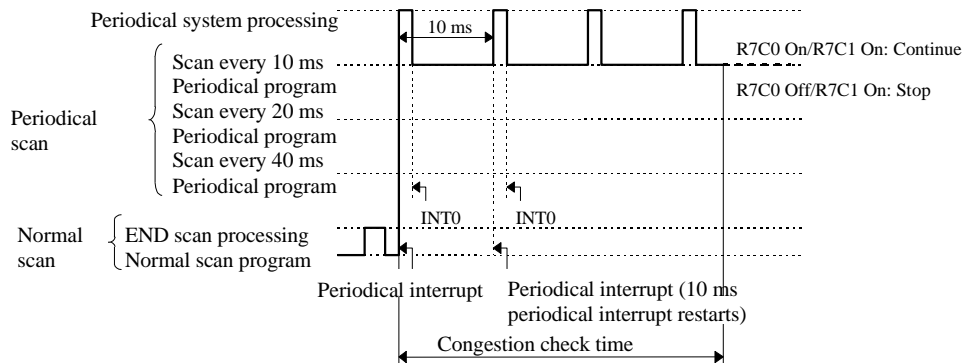 Periodical system processing
10 ms
R7C0 On/R7C1 On: Continue
Scan every 10 ms
Periodical program
R7C0 Off/R7C1 On: Stop
Scan every 20 ms
Periodical
scan
Periodical program
Scan every 40 ms
Periodical program
INT0
INT0
Normal
scan
END scan processing
Normal scan program
Periodical interrupt
Periodical interrupt (10 ms
periodical interrupt restarts)
Congestion check time